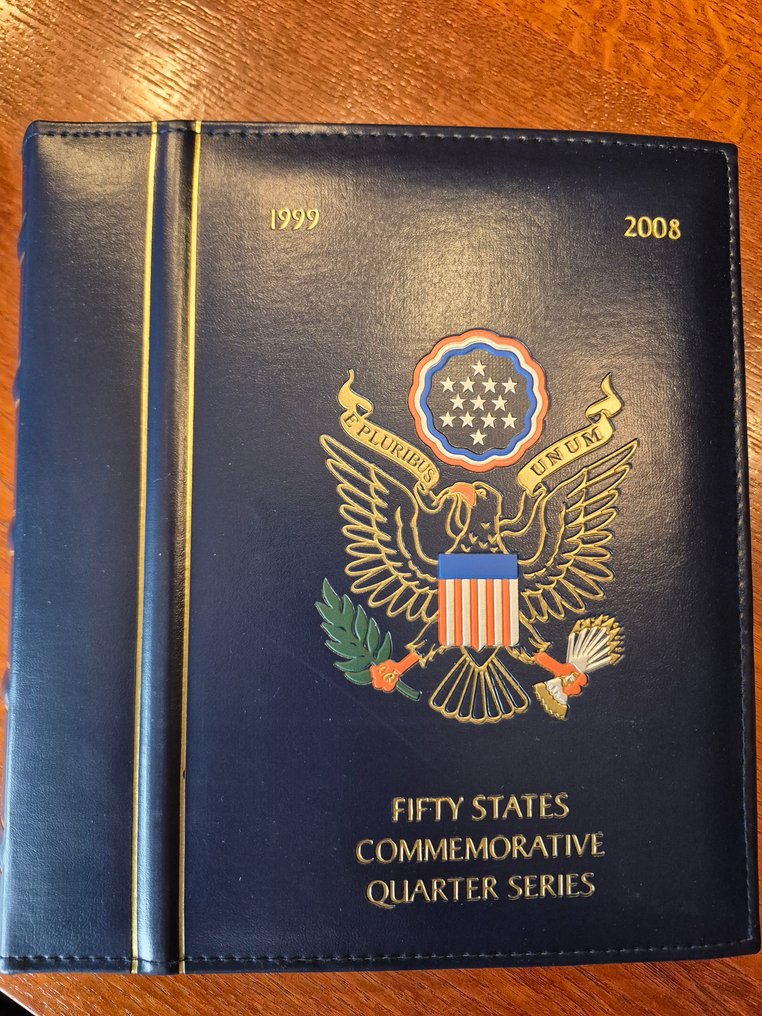 1999
2008
E PLURIBUS
UNUM
FIFTY STATES
COMMEMORATIVE
QUARTER SERIES